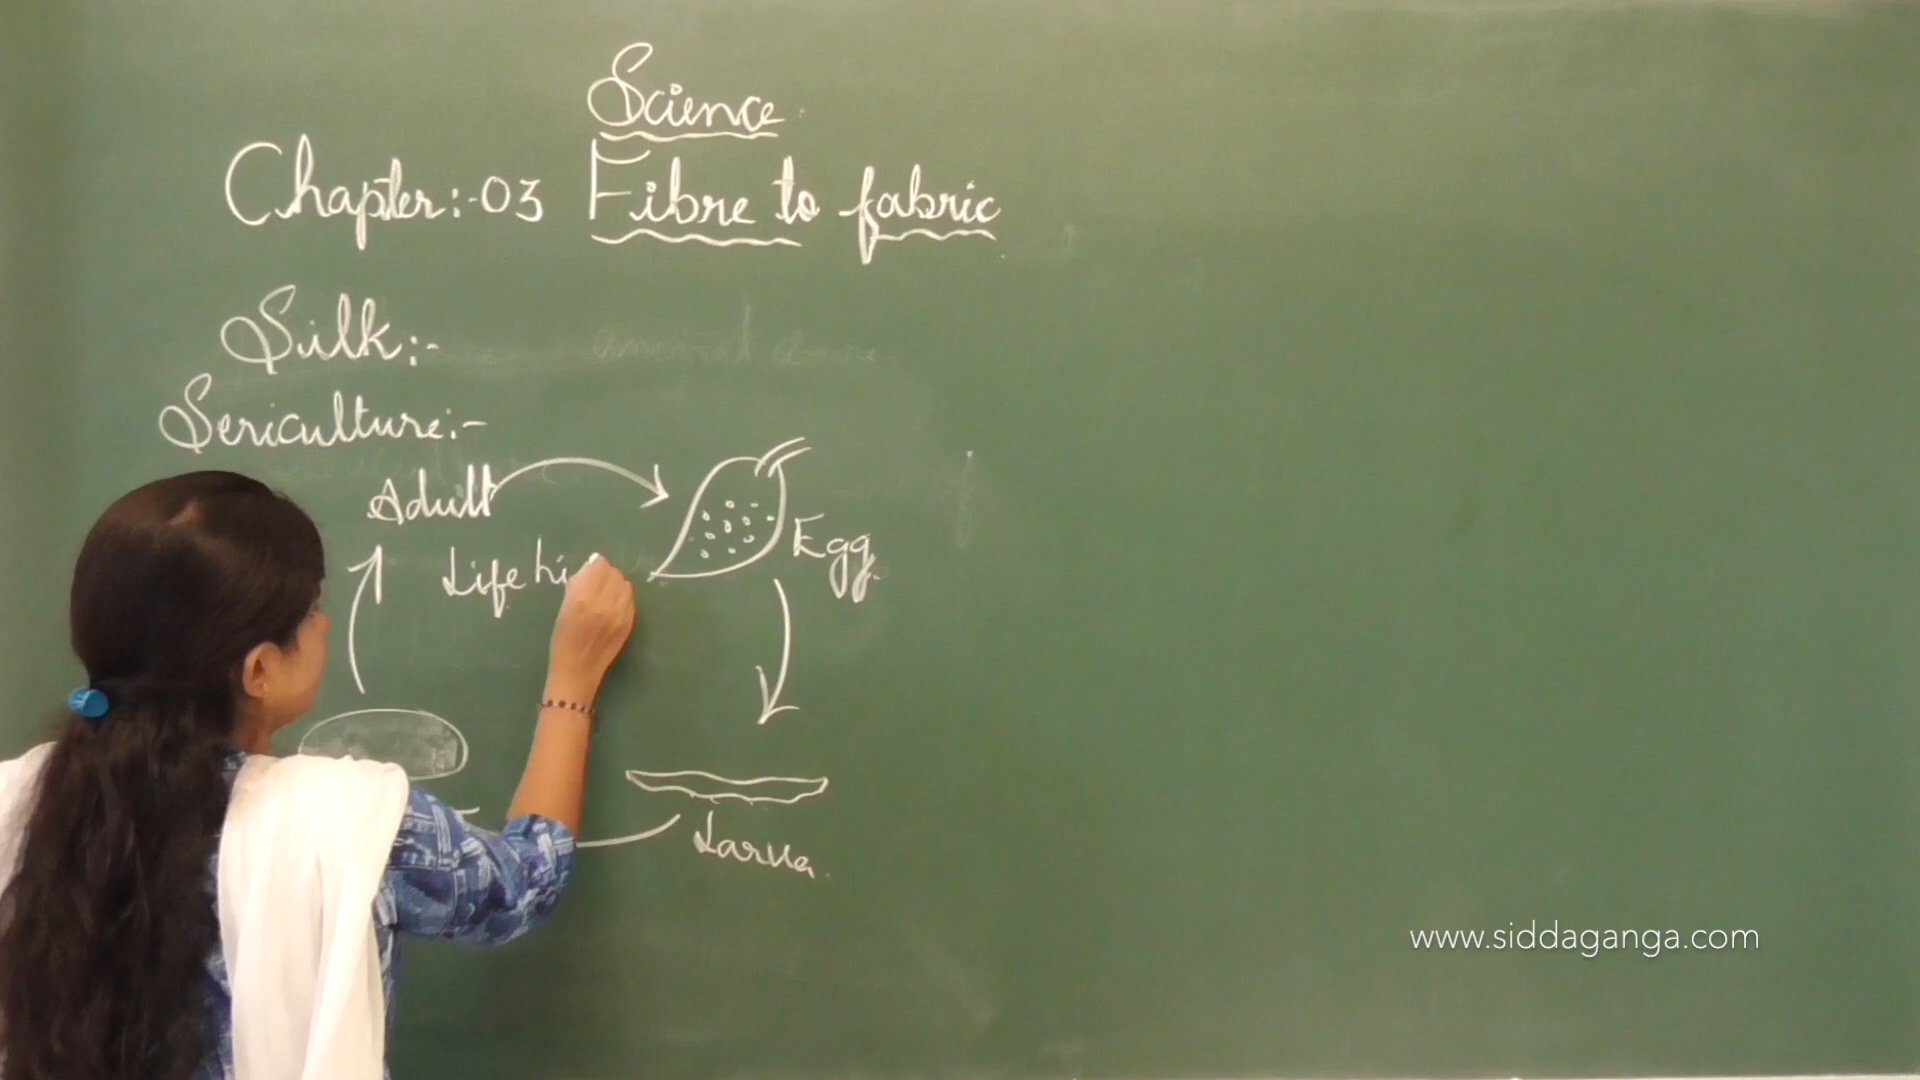 Science
Chapter:-03 Fibre to fabric
Silk:-
Sericulture:-
Adult
Egg
Life hi
Larva
www.siddaganga.com